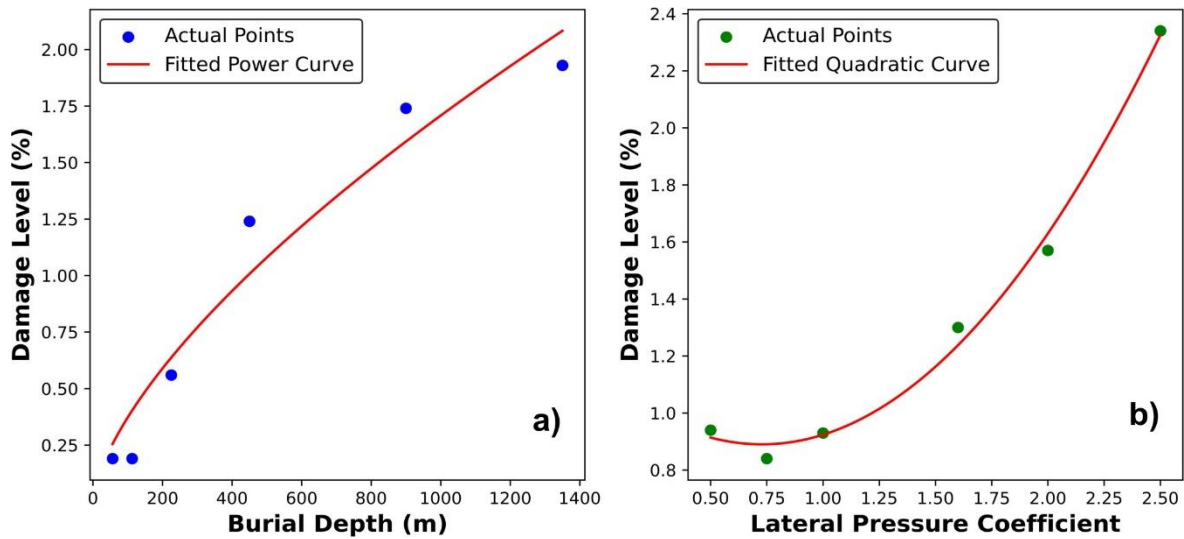 Actual Points
Fitted Power Curve
2.00
1.75
1.50
1.25
1.00
0.75
0.50
0.25
Damage Level (%)
a)
0 200 400 600 800 1000 1200 1400
Burial Depth (m)
Actual Points
Fitted Quadratic Curve
2.4
2.2
2.0
1.8
1.6
1.4
1.2
1.0
0.8
Damage Level (%)
b)
0.50 0.75 1.00 1.25 1.50 1.75 2.00 2.25 2.50
Lateral Pressure Coefficient